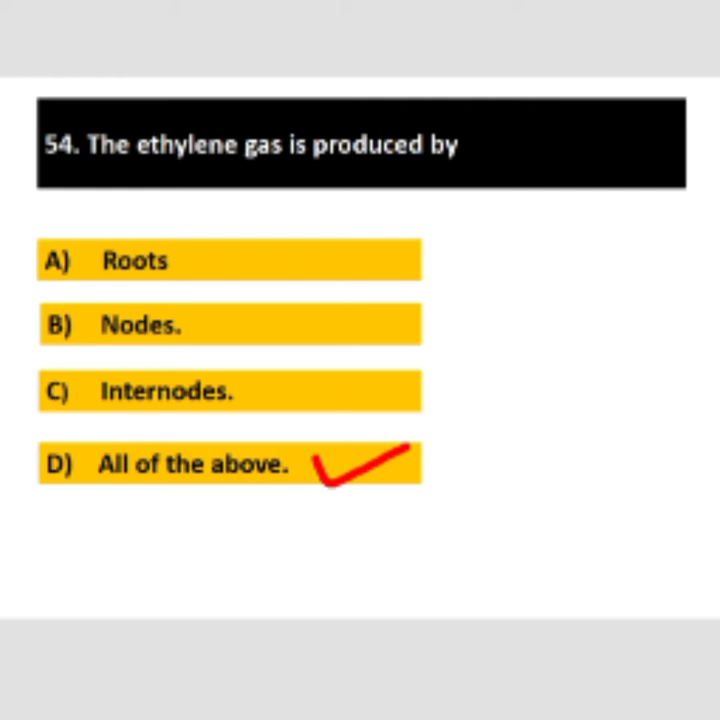 54. The ethylene gas is produced by
A) Roots
B) Nodes.
C) Internodes.
D) All of the above.